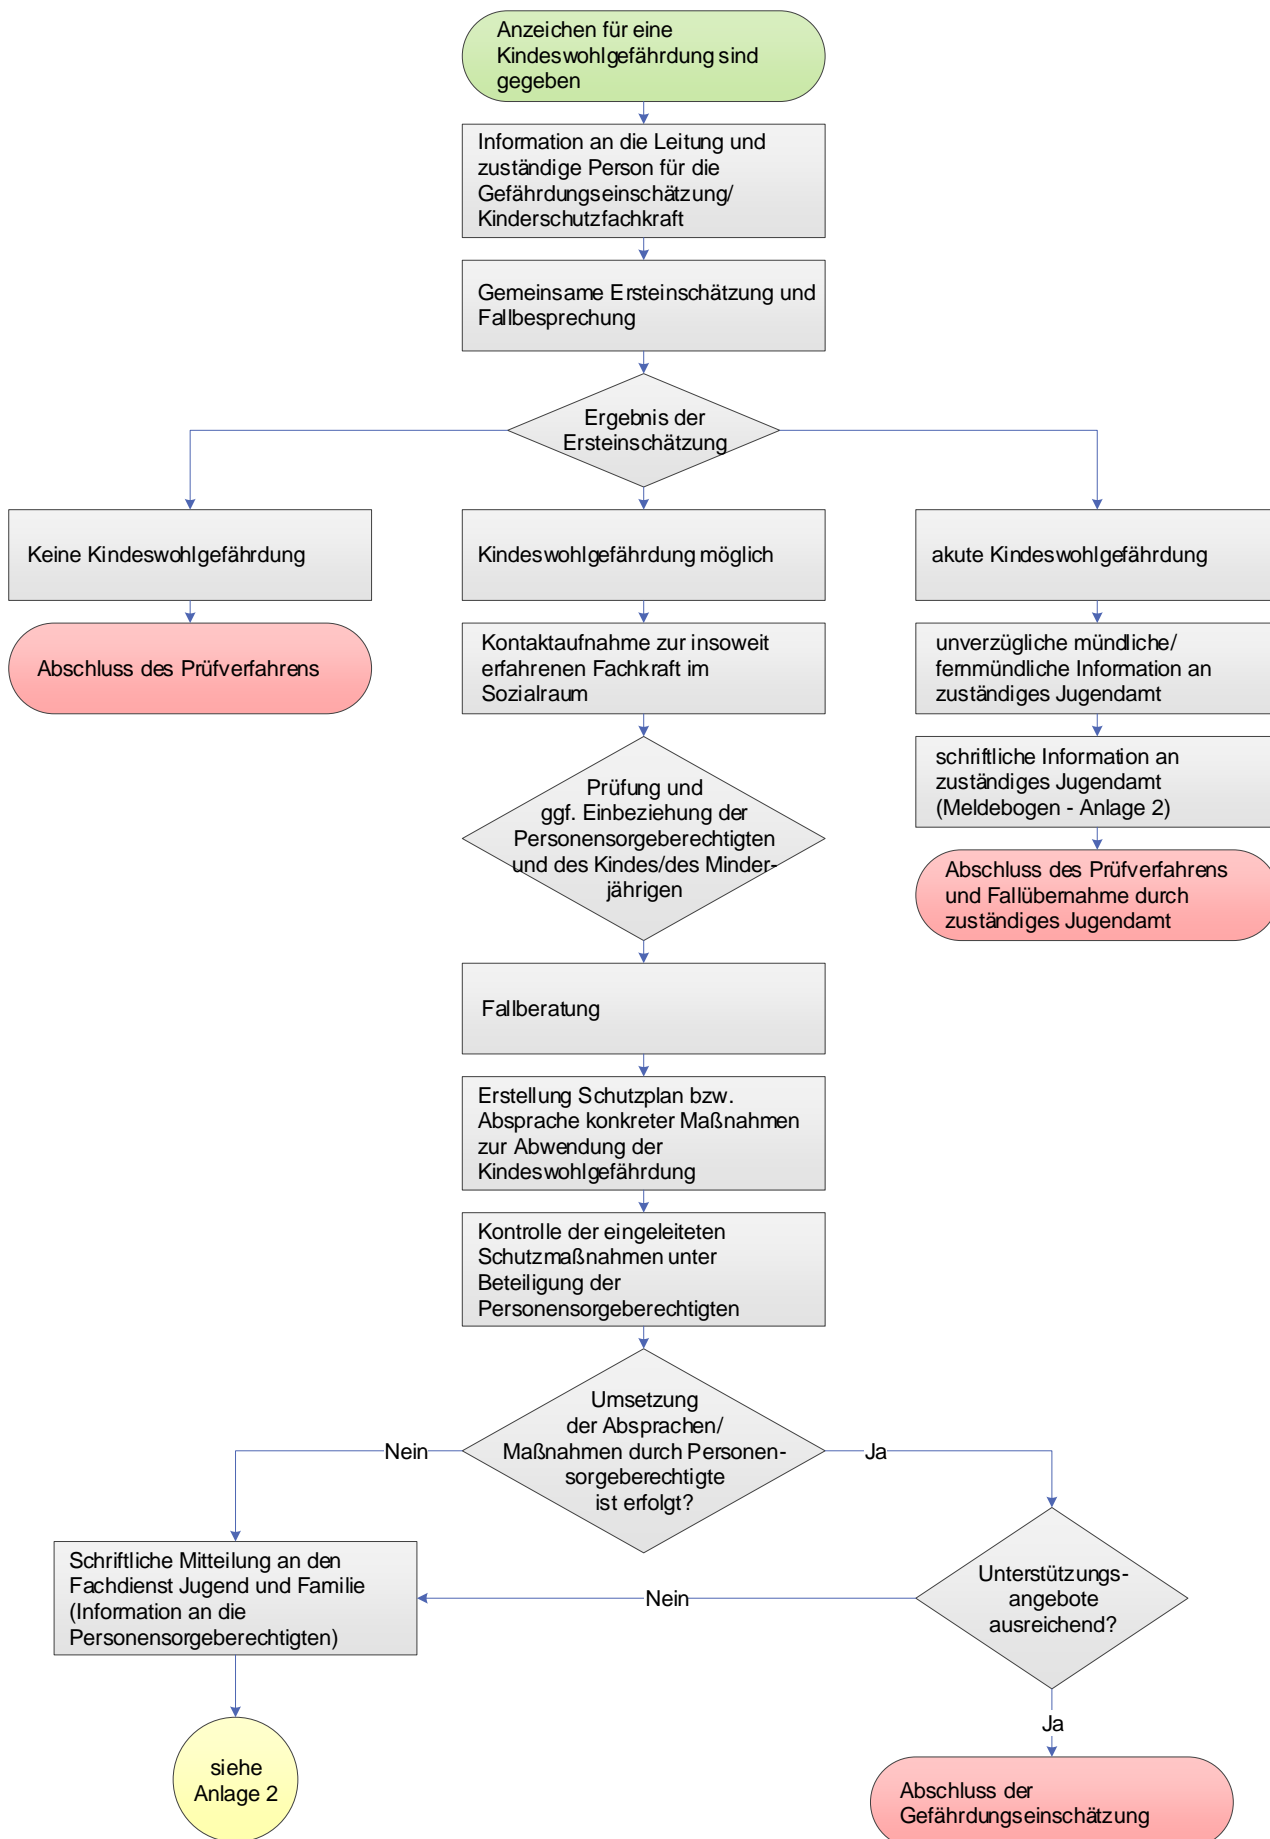 Anzeichen für eine
Kindeswohlgefährdung sind
gegeben
Information an die Leitung und
zuständige Person für die
Gefährdungseinschätzung/
Kinderschutzfachkraft
Gemeinsame Ersteinschätzung und
Fallbesprechung
Ergebnis der
Ersteinschätzung
Keine Kindeswohlgefährdung
Abschluss des Prüfverfahrens
Kindeswohlgefährdung möglich
Kontaktaufnahme zur insoweit
erfahrenen Fachkraft im
Sozialraum
Prüfung und
ggf. Einbeziehung der
Personensorgeberechtigten
und des Kindes/des Minder-
jährigen
akute Kindeswohlgefährdung
unverzügliche mündliche/
fernmündliche Information an
zuständiges Jugendamt
schriftliche Information an
zuständiges Jugendamt
(Meldebogen - Anlage 2)
Abschluss des Prüfverfahrens
und Fallübernahme durch
zuständiges Jugendamt
Fallberatung
Erstellung Schutzplan bzw.
Absprache konkreter Maßnahmen
zur Abwendung der
Kindeswohlgefährdung
Kontrolle der eingeleiteten
Schutzmaßnahmen unter
Beteiligung der
Personensorgeberechtigten
Umsetzung
der Absprachen/
Maßnahmen durch Personen-
sorgeberechtigte
ist erfolgt?
Nein
Ja
Schriftliche Mitteilung an den
Fachdienst Jugend und Familie
(Information an die
Personensorgeberechtigten)
Nein
Unterstützungs-
angebote
ausreichend?
Ja
siehe
Anlage 2
Abschluss der
Gefährdungseinschätzung